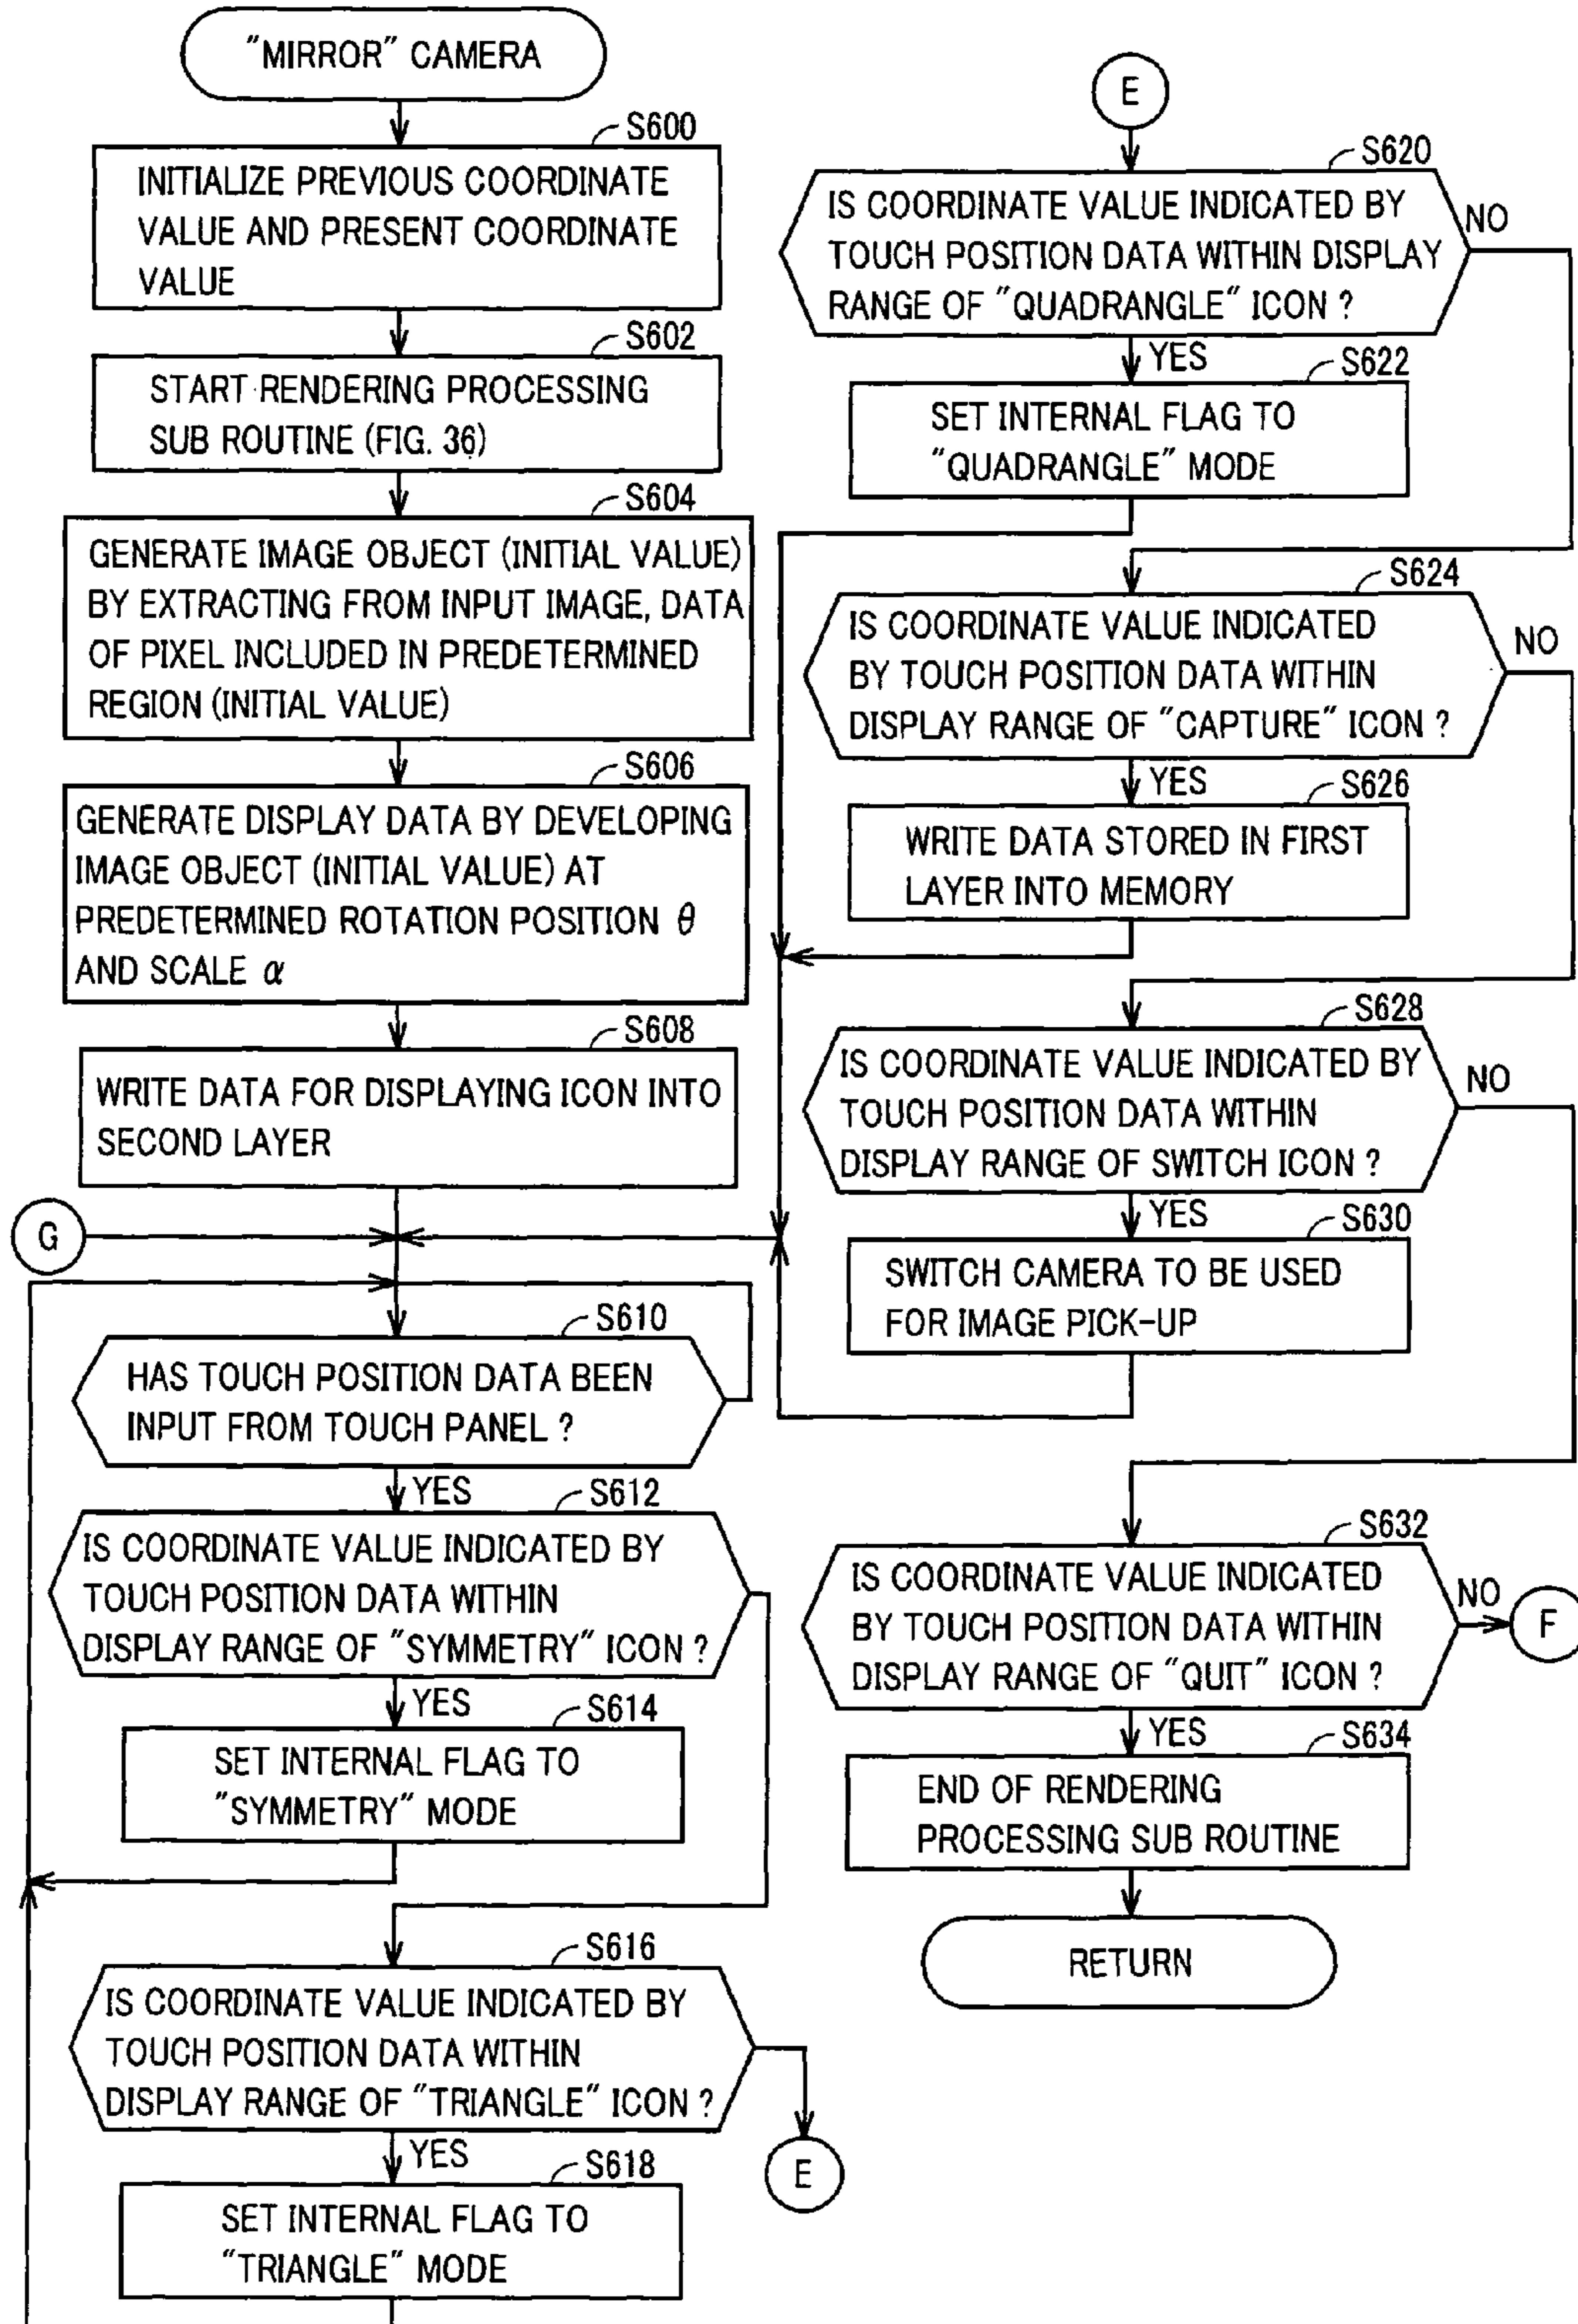 "MIRROR" CAMERA
S600
INITIALIZE PREVIOUS COORDINATE
VALUE AND PRESENT COORDINATE
VALUE
S602
START RENDERING PROCESSING
SUB ROUTINE (FIG. 36)
S604
GENERATE IMAGE OBJECT (INITIAL VALUE)
BY EXTRACTING FROM INPUT IMAGE, DATA
OF PIXEL INCLUDED IN PREDETERMINED
REGION (INITIAL VALUE)
S606
GENERATE DISPLAY DATA BY DEVELOPING
IMAGE OBJECT (INITIAL VALUE) AT
PREDETERMINED ROTATION POSITION θ
AND SCALE α
S608
WRITE DATA FOR DISPLAYING ICON INTO
SECOND LAYER
G
S610
HAS TOUCH POSITION DATA BEEN
INPUT FROM TOUCH PANEL ?
YES
S612
IS COORDINATE VALUE INDICATED BY
TOUCH POSITION DATA WITHIN
DISPLAY RANGE OF "SYMMETRY" ICON ?
YES
S614
SET INTERNAL FLAG TO
"SYMMETRY" MODE
S616
IS COORDINATE VALUE INDICATED BY
TOUCH POSITION DATA WITHIN
DISPLAY RANGE OF "TRIANGLE" ICON ?
YES
E
S618
SET INTERNAL FLAG TO
"TRIANGLE" MODE
E
S620
IS COORDINATE VALUE INDICATED BY
TOUCH POSITION DATA WITHIN DISPLAY
RANGE OF "QUADRANGLE" ICON ?
NO
YES
S622
SET INTERNAL FLAG TO
"QUADRANGLE" MODE
S624
IS COORDINATE VALUE INDICATED
BY TOUCH POSITION DATA WITHIN
DISPLAY RANGE OF "CAPTURE" ICON ?
NO
YES
S626
WRITE DATA STORED IN FIRST
LAYER INTO MEMORY
S628
IS COORDINATE VALUE INDICATED BY
TOUCH POSITION DATA WITHIN
DISPLAY RANGE OF SWITCH ICON ?
NO
YES
S630
SWITCH CAMERA TO BE USED
FOR IMAGE PICK-UP
S632
IS COORDINATE VALUE INDICATED
BY TOUCH POSITION DATA WITHIN
DISPLAY RANGE OF "QUIT" ICON ?
NO
F
YES
S634
END OF RENDERING
PROCESSING SUB ROUTINE
RETURN